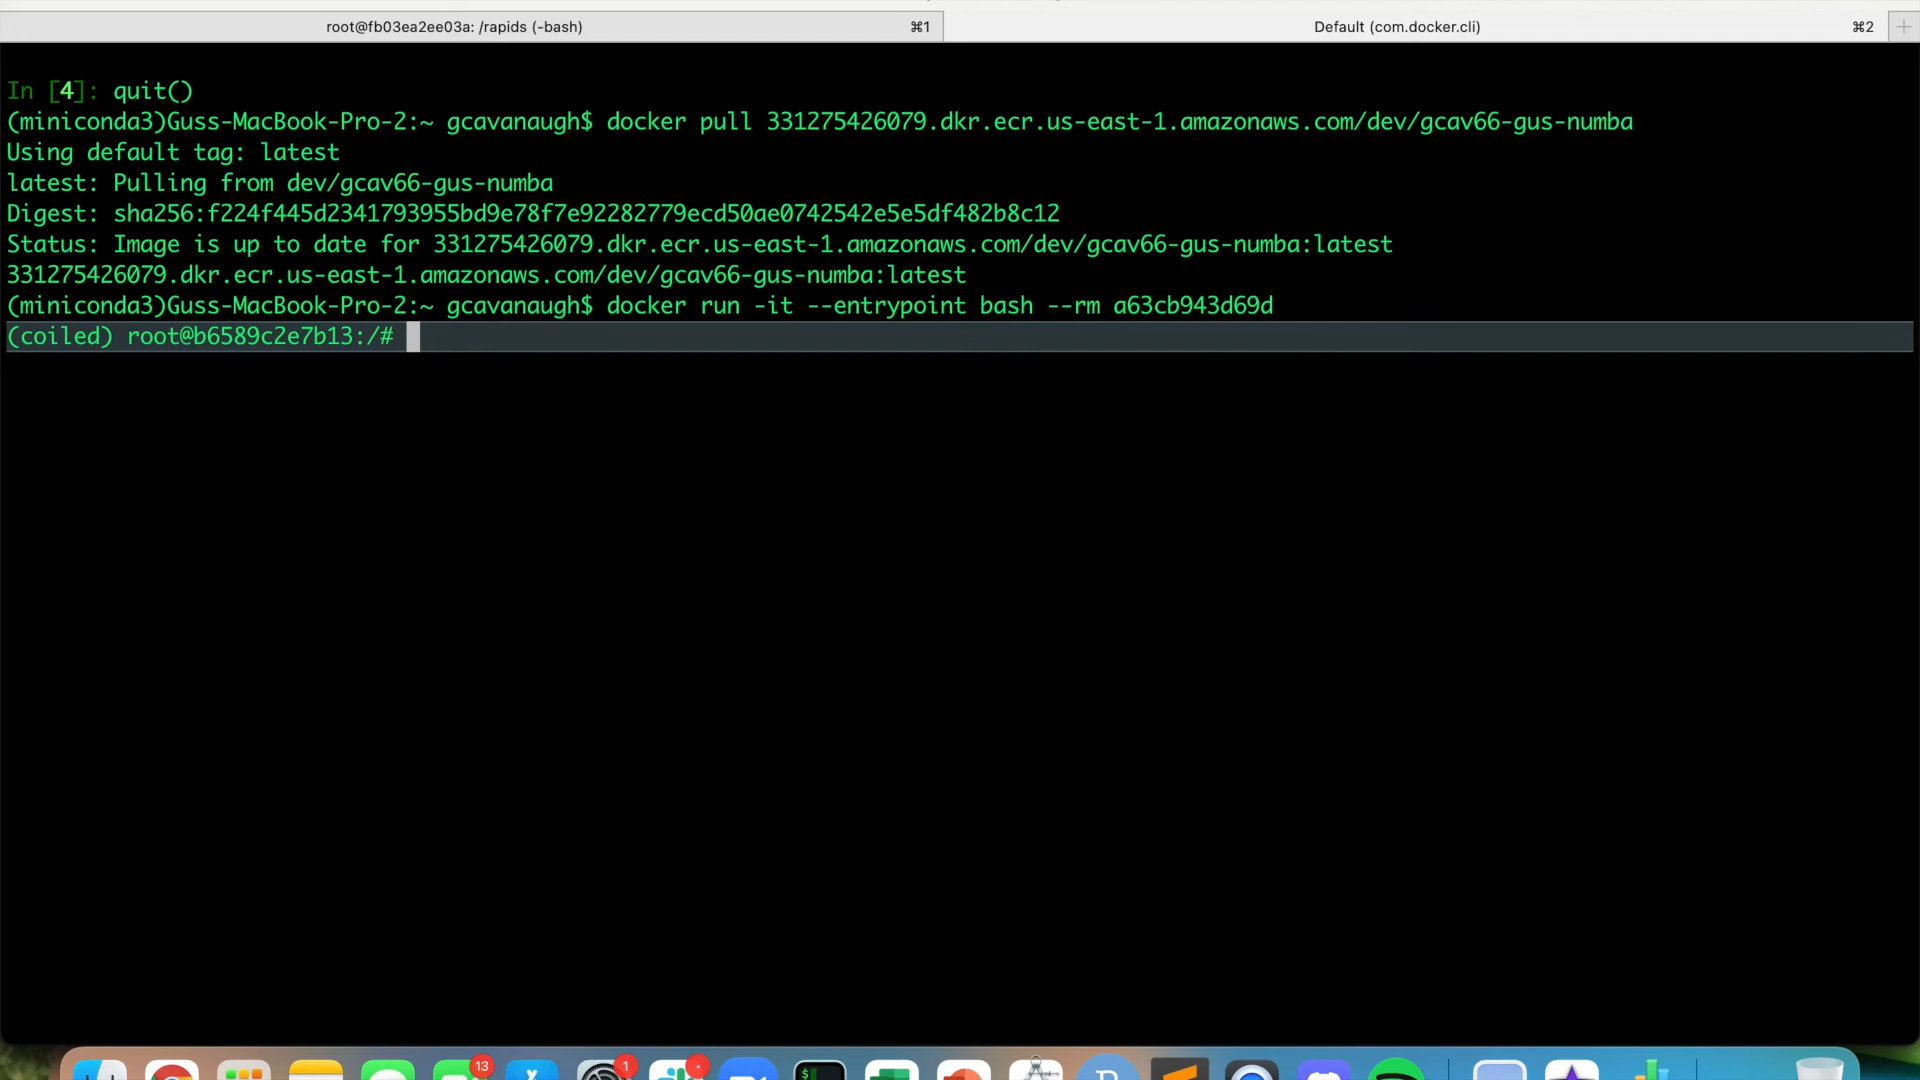 root@fb03ea2ee03a: /rapids (-bash) ⌘1 Default (com.docker.cli) ⌘2
In [4]: quit()
(miniconda3)Guss-MacBook-Pro-2:~ gcavanaugh$ docker pull 331275426079.dkr.ecr.us-east-1.amazonaws.com/dev/gcav66-gus-numba
Using default tag: latest
latest: Pulling from dev/gcav66-gus-numba
Digest: sha256:f224f445d2341793955bd9e78f7e92282779ecd50ae0742542e5e5df482b8c12
Status: Image is up to date for 331275426079.dkr.ecr.us-east-1.amazonaws.com/dev/gcav66-gus-numba:latest
331275426079.dkr.ecr.us-east-1.amazonaws.com/dev/gcav66-gus-numba:latest
(miniconda3)Guss-MacBook-Pro-2:~ gcavanaugh$ docker run -it --entrypoint bash --rm a63cb943d69d
(coiled) root@b6589c2e7b13:/#
13 1
$